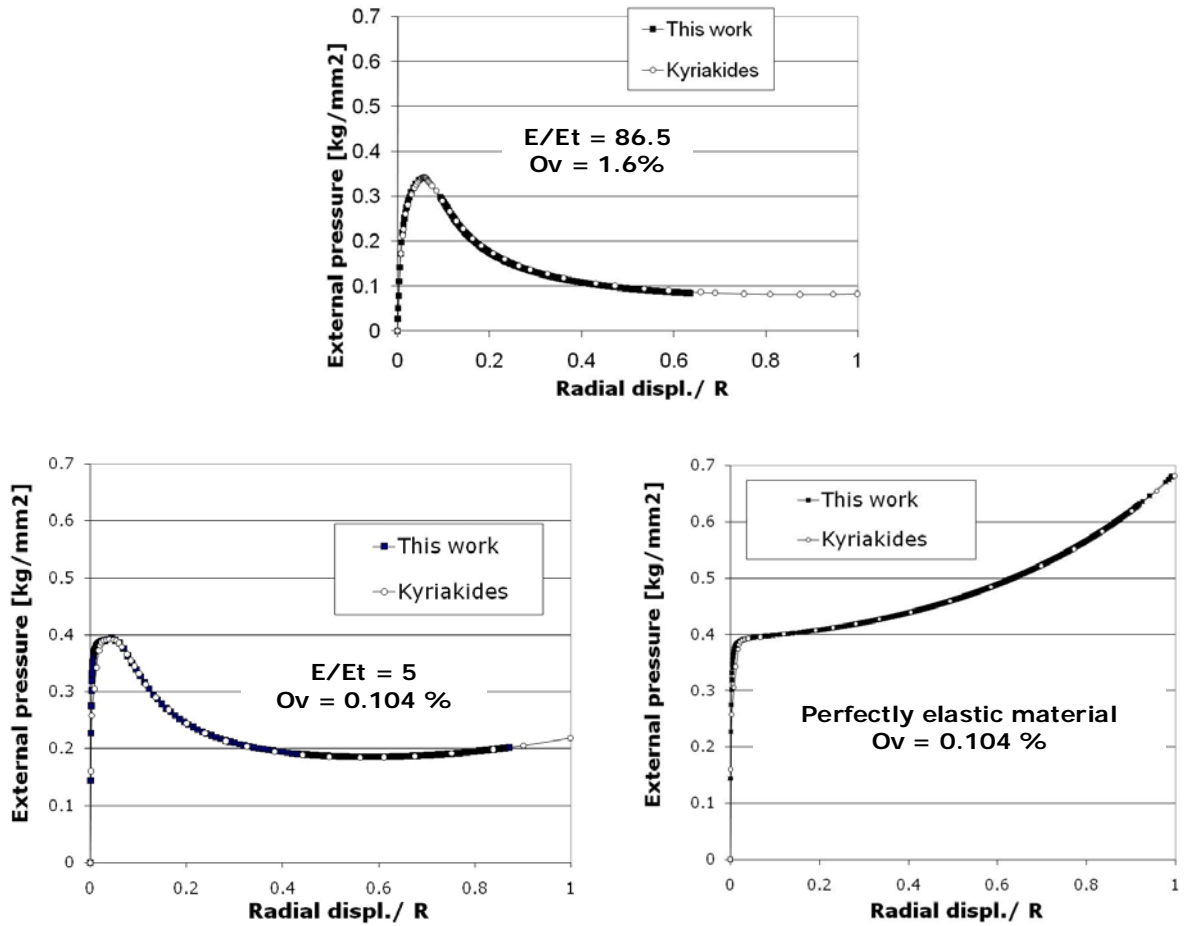 0.7
0.6
0.5
0.4
0.3
0.2
0.1
0
External pressure [kg/mm2]
This work
Kyriakides
E/Et = 86.5
Ov = 1.6%
0 0.2 0.4 0.6 0.8 1
Radial displ./ R
0.7
0.6
0.5
0.4
0.3
0.2
0.1
0
External pressure [kg/mm2]
This work
Kyriakides
E/Et = 5
Ov = 0.104 %
0 0.2 0.4 0.6 0.8 1
Radial displ./ R
0.7
0.6
0.5
0.4
0.3
0.2
0.1
0
External pressure [kg/mm2]
This work
Kyriakides
Perfectly elastic material
Ov = 0.104 %
0 0.2 0.4 0.6 0.8 1
Radial displ./ R